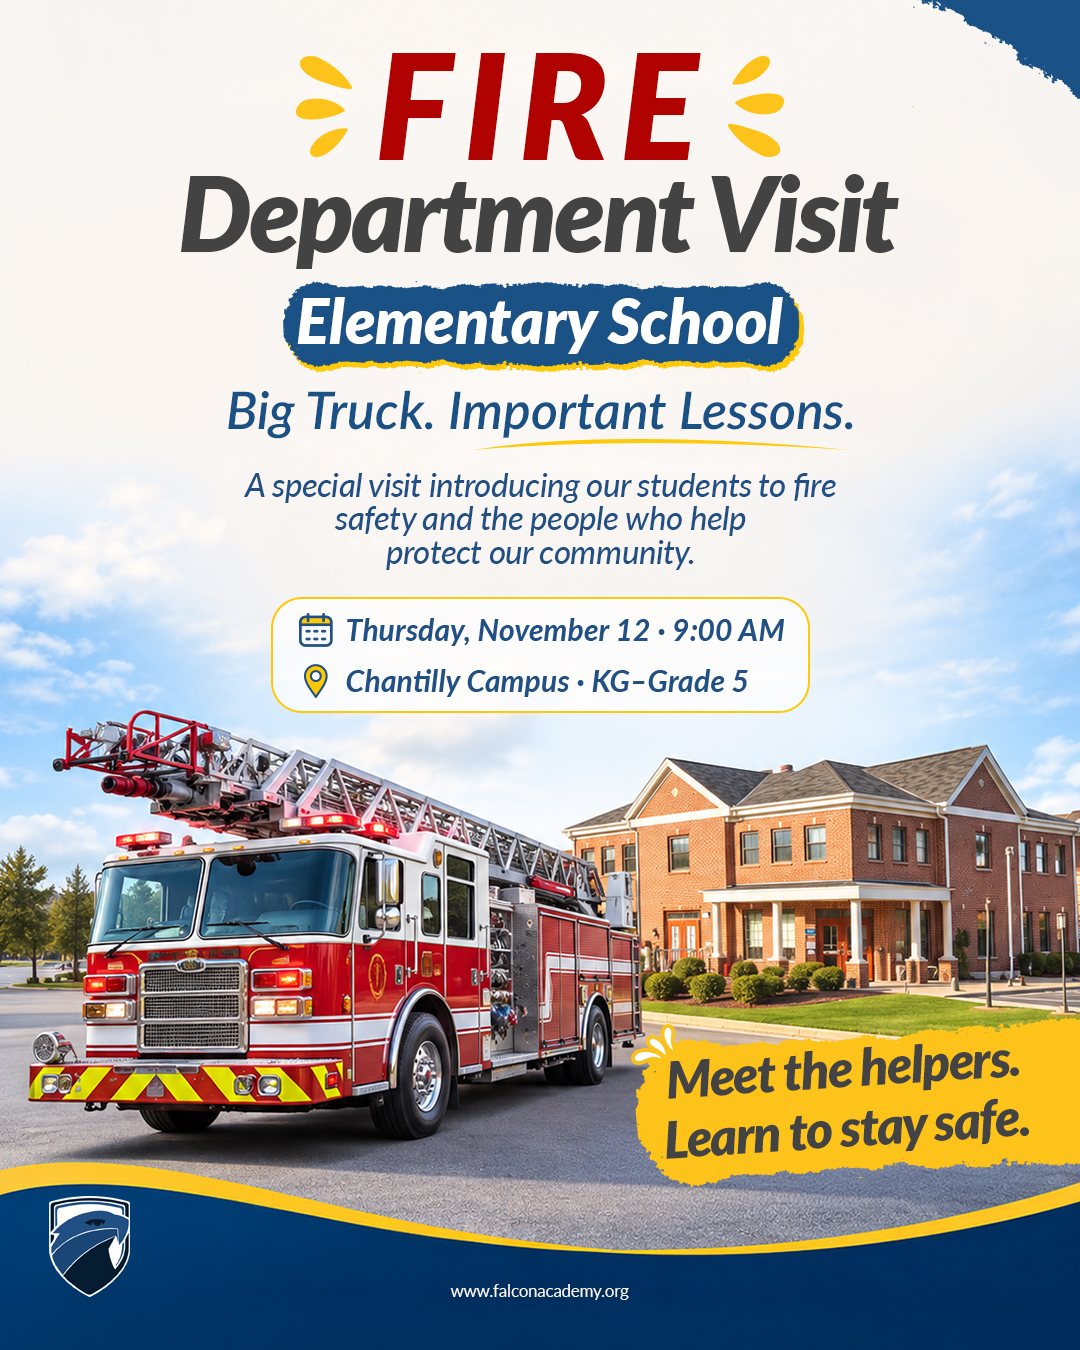 FIRE
Department Visit
Elementary School
Big Truck. Important Lessons.
A special visit introducing our students to fire
safety and the people who help
protect our community.
Thursday, November 12 · 9:00 AM
Chantilly Campus · KG–Grade 5
Meet the helpers.
Learn to stay safe.
www.falconacademy.org